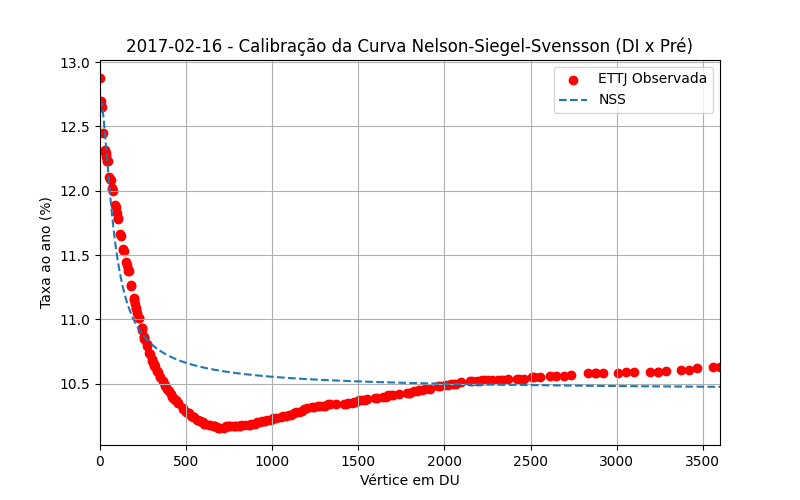 2017-02-16 - Calibração da Curva Nelson-Siegel-Svensson (DI x Pré)
ETTJ Observada
NSS
Taxa ao ano (%)
13.0
12.5
12.0
11.5
11.0
10.5
0 500 1000 1500 2000 2500 3000 3500
Vértice em DU